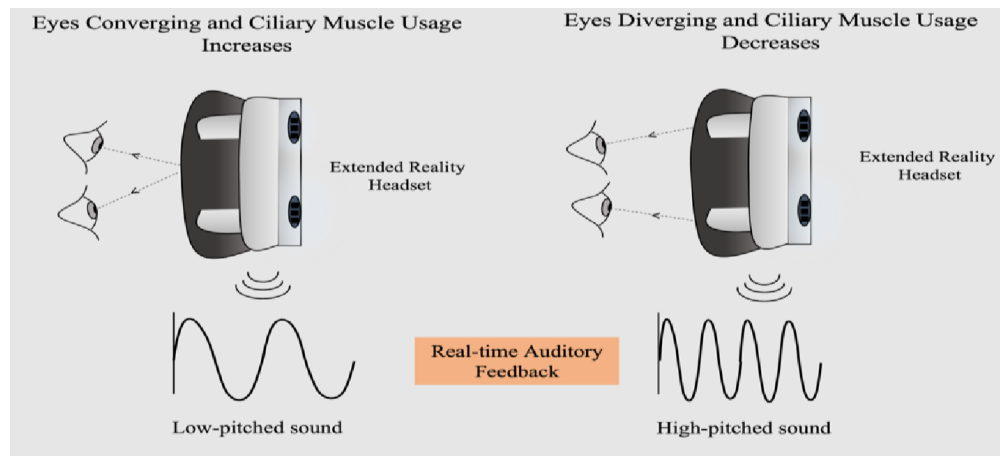 Eyes Converging and Ciliary Muscle Usage
Increases
Extended Reality
Headset
Low-pitched sound
Real-time Auditory
Feedback
Eyes Diverging and Ciliary Muscle Usage
Decreases
Extended Reality
Headset
High-pitched sound